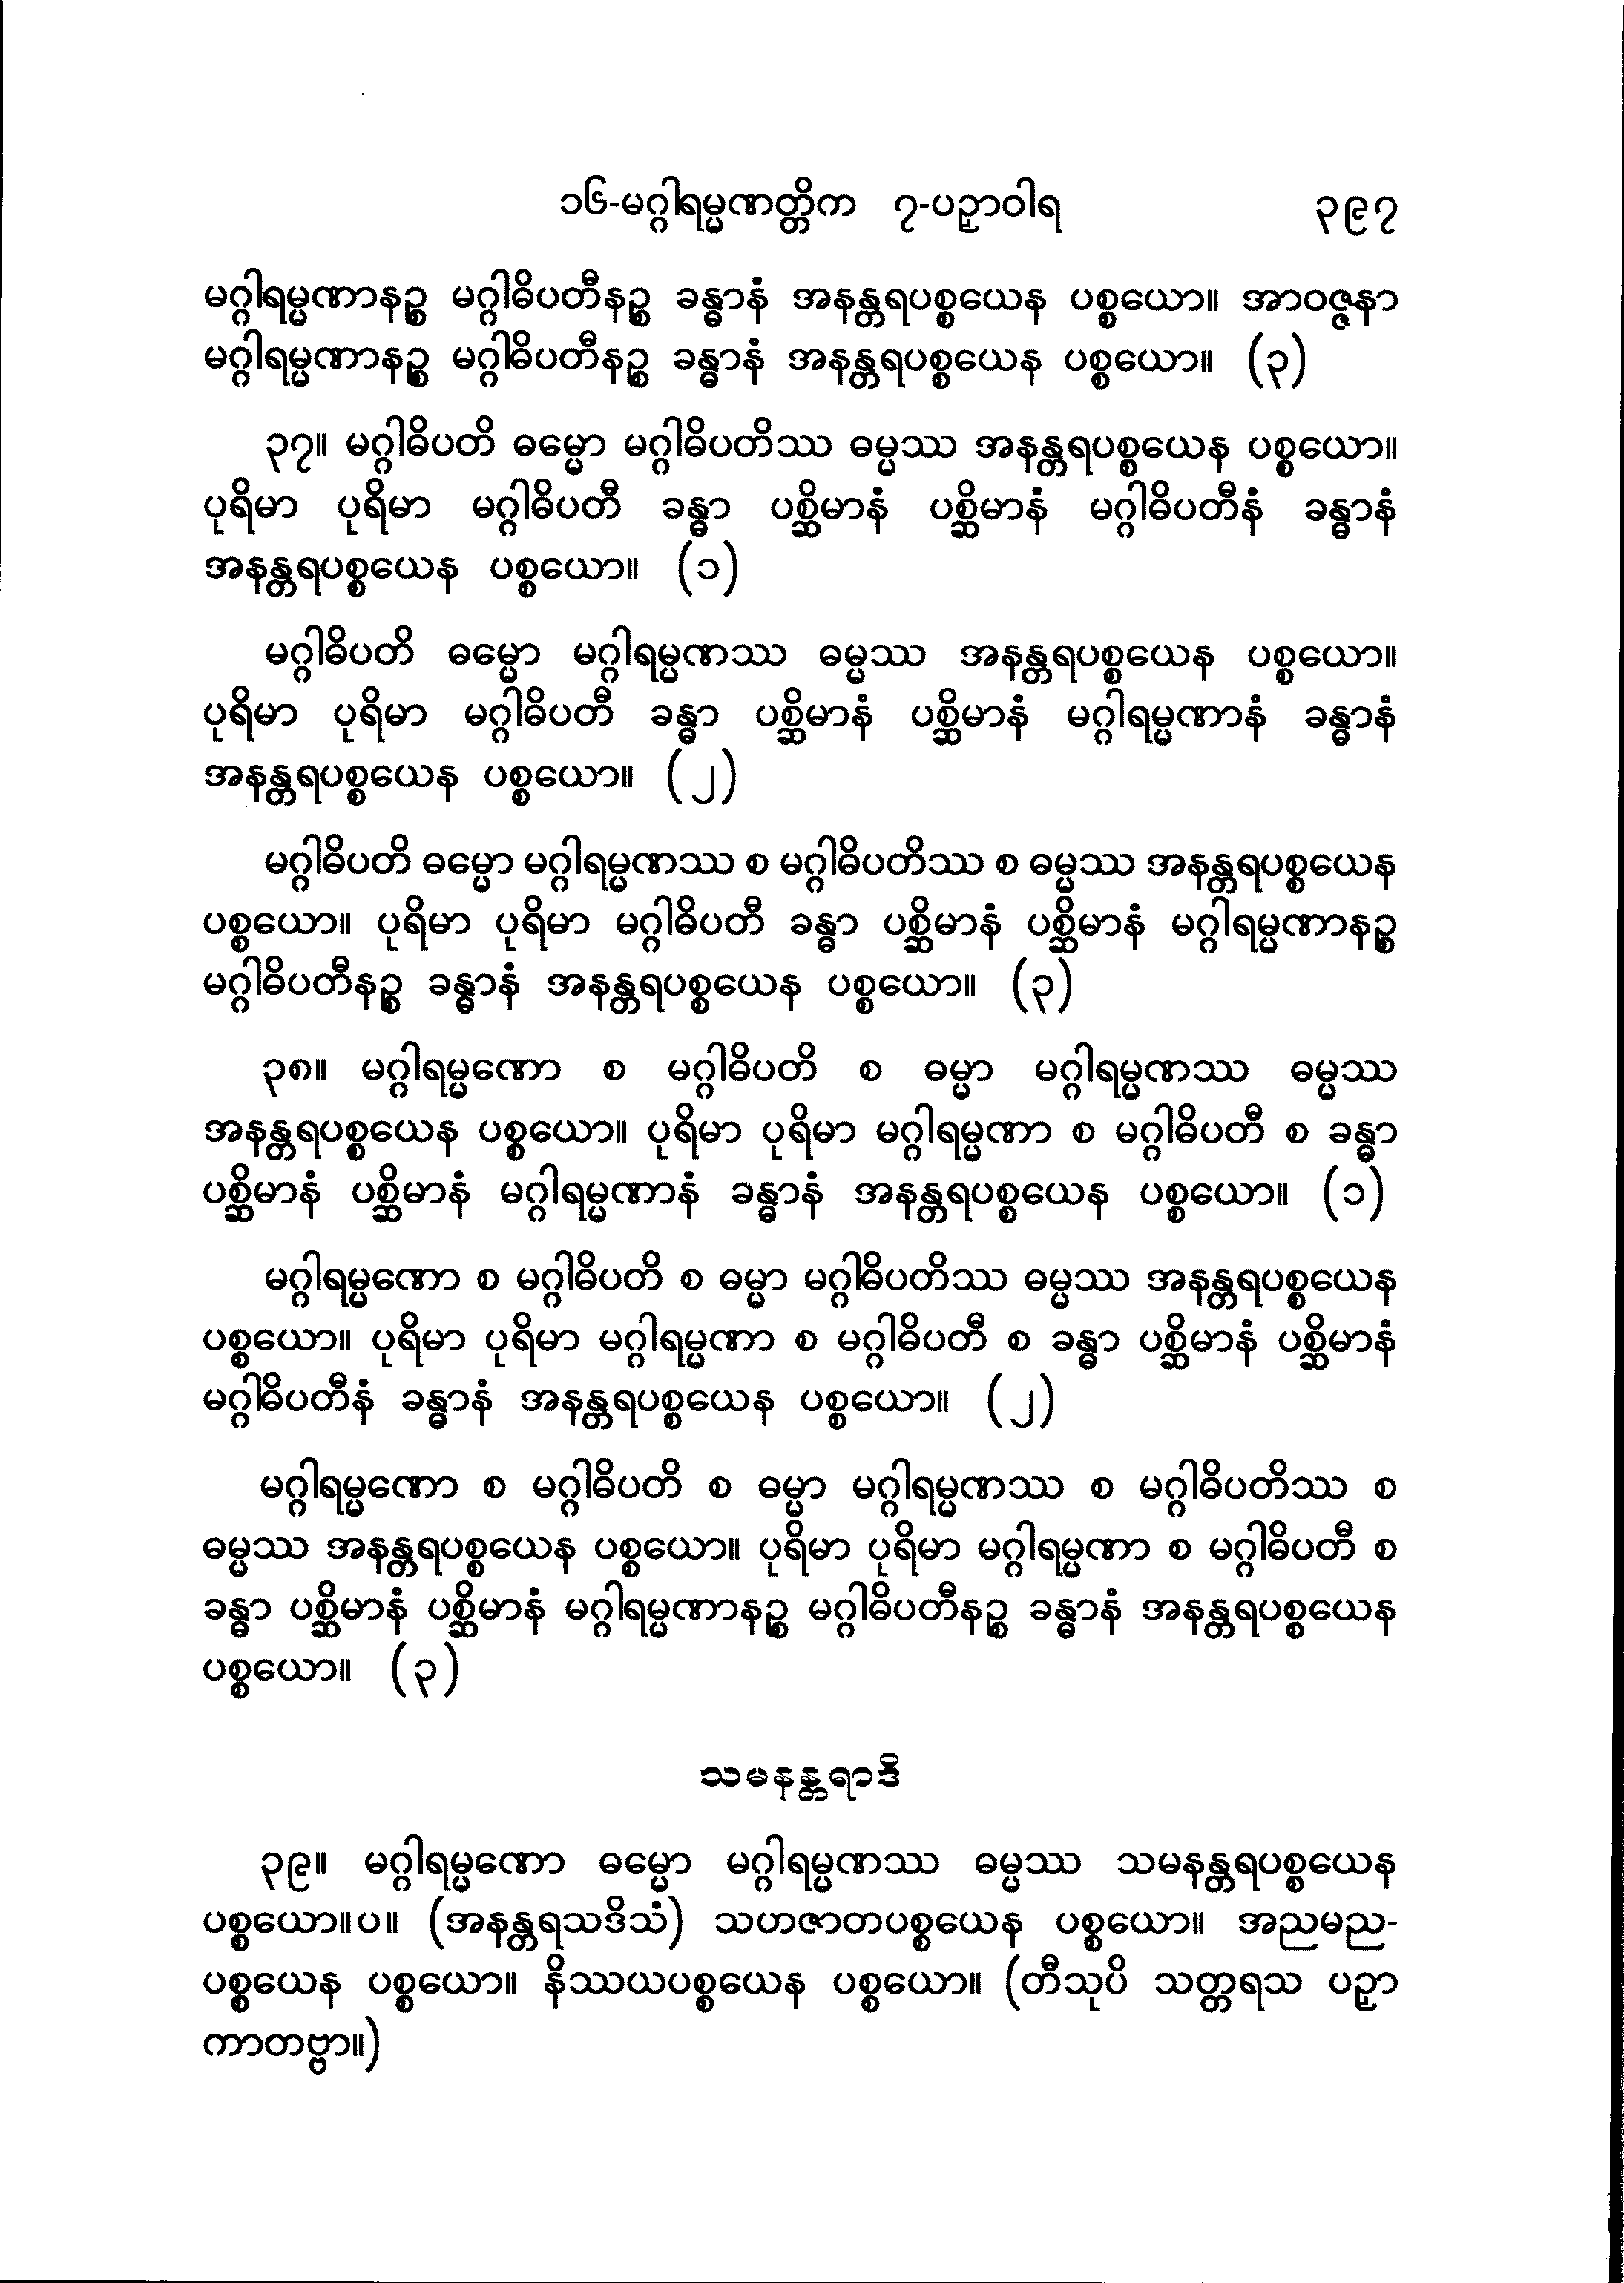 ၁၆-မဂ္ဂါရမ္မဏတ္တိက ၇-ပဉှာဝါရ ၃၉၇
မဂ္ဂါရမ္မဏာနဉ္စ မဂ္ဂါဓိပတီနဉ္စ ခန္ဓာနံ အနန္တရပစ္စယေန ပစ္စယော။ အာဝဇ္ဇနာ
မဂ္ဂါရမ္မဏာနဉ္စ မဂ္ဂါဓိပတီနဉ္စ ခန္ဓာနံ အနန္တရပစ္စယေန ပစ္စယော။ (၃)
၃၇။ မဂ္ဂါဓိပတိ ဓမ္မော မဂ္ဂါဓိပတိဿ ဓမ္မဿ အနန္တရပစ္စယေန ပစ္စယော။
ပုရိမာ ပုရိမာ မဂ္ဂါဓိပတီ ခန္ဓာ ပစ္ဆိမာနံ ပစ္ဆိမာနံ မဂ္ဂါဓိပတီနံ ခန္ဓာနံ
အနန္တရပစ္စယေန ပစ္စယော။ (၁)
မဂ္ဂါဓိပတိ ဓမ္မော မဂ္ဂါရမ္မဏဿ ဓမ္မဿ အနန္တရပစ္စယေန ပစ္စယော။
ပုရိမာ ပုရိမာ မဂ္ဂါဓိပတီ ခန္ဓာ ပစ္ဆိမာနံ ပစ္ဆိမာနံ မဂ္ဂါရမ္မဏာနံ ခန္ဓာနံ
အနန္တရပစ္စယေန ပစ္စယော။ (၂)
မဂ္ဂါဓိပတိ ဓမ္မော မဂ္ဂါရမ္မဏဿ စ မဂ္ဂါဓိပတိဿ စ ဓမ္မဿ အနန္တရပစ္စယေန
ပစ္စယော။ ပုရိမာ ပုရိမာ မဂ္ဂါဓိပတီ ခန္ဓာ ပစ္ဆိမာနံ ပစ္ဆိမာနံ မဂ္ဂါရမ္မဏာနဉ္စ
မဂ္ဂါဓိပတီနဉ္စ ခန္ဓာနံ အနန္တရပစ္စယေန ပစ္စယော။ (၃)
၃၈။ မဂ္ဂါရမ္မဏော စ မဂ္ဂါဓိပတိ စ ဓမ္မာ မဂ္ဂါရမ္မဏဿ ဓမ္မဿ
အနန္တရပစ္စယေန ပစ္စယော။ ပုရိမာ ပုရိမာ မဂ္ဂါရမ္မဏာ စ မဂ္ဂါဓိပတီ စ ခန္ဓာ
ပစ္ဆိမာနံ ပစ္ဆိမာနံ မဂ္ဂါရမ္မဏာနံ ခန္ဓာနံ အနန္တရပစ္စယေန ပစ္စယော။ (၁)
မဂ္ဂါရမ္မဏော စ မဂ္ဂါဓိပတိ စ ဓမ္မာ မဂ္ဂါဓိပတိဿ ဓမ္မဿ အနန္တရပစ္စယေန
ပစ္စယော။ ပုရိမာ ပုရိမာ မဂ္ဂါရမ္မဏာ စ မဂ္ဂါဓိပတီ စ ခန္ဓာ ပစ္ဆိမာနံ ပစ္ဆိမာနံ
မဂ္ဂါဓိပတီနံ ခန္ဓာနံ အနန္တရပစ္စယေန ပစ္စယော။ (၂)
မဂ္ဂါရမ္မဏော စ မဂ္ဂါဓိပတိ စ ဓမ္မာ မဂ္ဂါရမ္မဏဿ စ မဂ္ဂါဓိပတိဿ စ
ဓမ္မဿ အနန္တရပစ္စယေန ပစ္စယော။ ပုရိမာ ပုရိမာ မဂ္ဂါရမ္မဏာ စ မဂ္ဂါဓိပတီ စ
ခန္ဓာ ပစ္ဆိမာနံ ပစ္ဆိမာနံ မဂ္ဂါရမ္မဏာနဉ္စ မဂ္ဂါဓိပတီနဉ္စ ခန္ဓာနံ အနန္တရပစ္စယေန
ပစ္စယော။ (၃)
သမနန္တရာဒိ
၃၉။ မဂ္ဂါရမ္မဏော ဓမ္မော မဂ္ဂါရမ္မဏဿ ဓမ္မဿ သမနန္တရပစ္စယေန
ပစ္စယော။ပ။ (အနန္တရသဒိသံ) သဟဇာတပစ္စယေန ပစ္စယော။ အညမည-
ပစ္စယေန ပစ္စယော။ နိဿယပစ္စယေန ပစ္စယော။ (တီသုပိ သတ္တရသ ပဉှာ
ကာတဗ္ဗာ။)